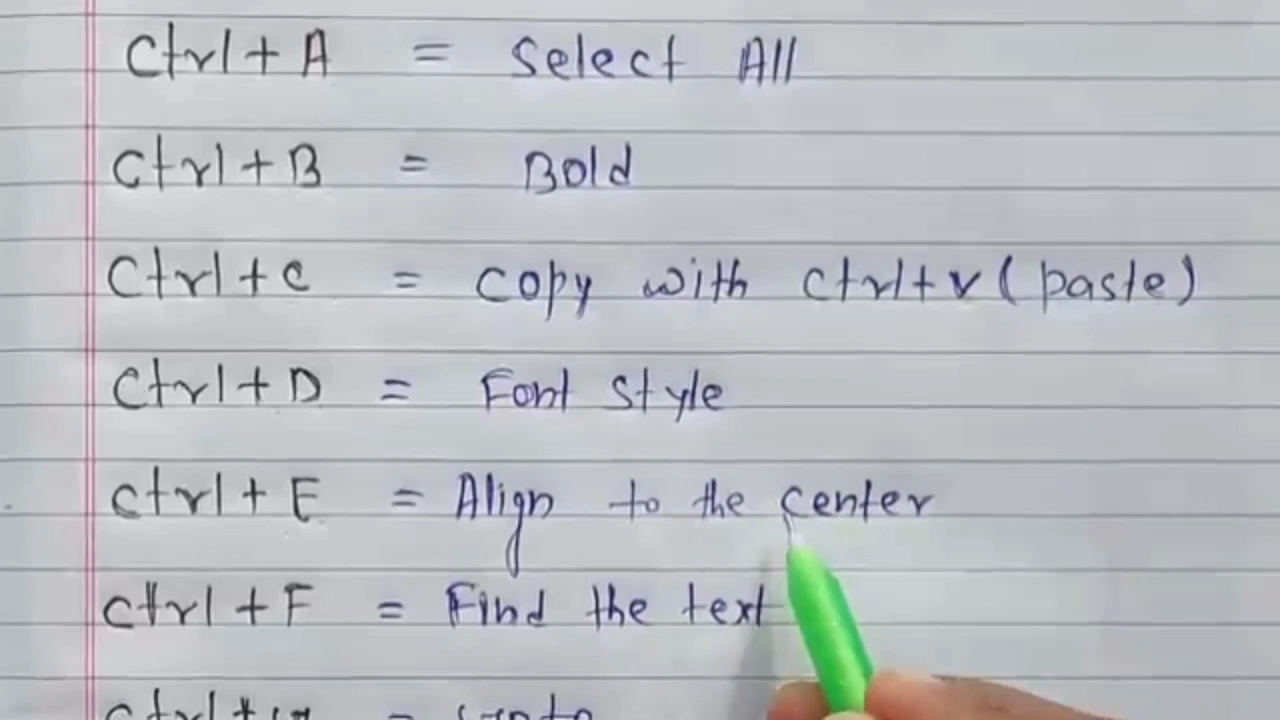 Ctrl + A = Select All
Ctrl + B = Bold
Ctrl + C = Copy with Ctrl+v (paste)
Ctrl + D = Font Style
Ctrl + E = Align to the center
Ctrl + F = Find the text
Ctrl +